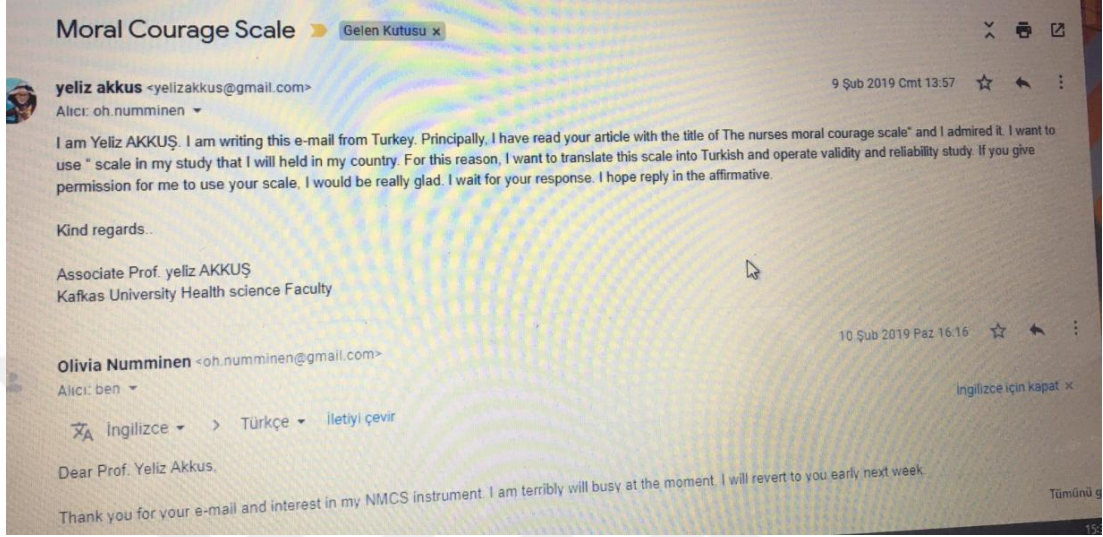 Moral Courage Scale Gelen Kutusu x
yeliz akkus <yelizakkus@gmail.com> 9 Şub 2019 Cmt 13:57
Alıcı: oh.numminen
I am Yeliz AKKUŞ. I am writing this e-mail from Turkey. Principally, I have read your article with the title of The nurses moral courage scale" and I admired it. I want to
use " scale in my study that I will held in my country. For this reason, I want to translate this scale into Turkish and operate validity and reliability study. If you give
permission for me to use your scale, I would be really glad. I wait for your response. I hope reply in the affirmative.
Kind regards..
Associate Prof. yeliz AKKUŞ
Kafkas University Health science Faculty
Olivia Numminen <oh.numminen@gmail.com> 10 Şub 2019 Paz 16:16
Alıcı: ben
İngilizce > Türkçe İletiyi çevir İngilizce için kapat x
Dear Prof. Yeliz Akkus,
Thank you for your e-mail and interest in my NMCS instrument. I am terribly will busy at the moment. I will revert to you early next week.
Tümünü